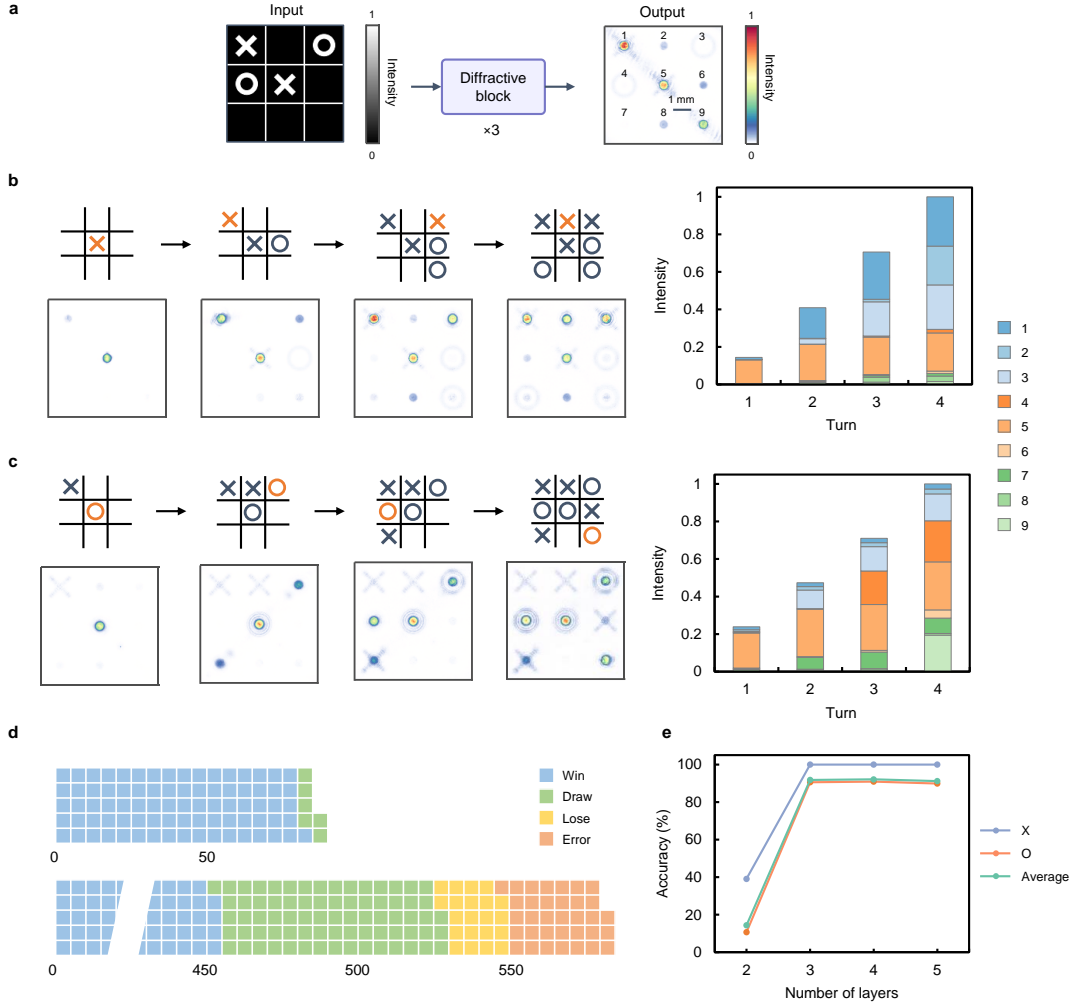 a
Input
Output
1
Intensity
0
Diffractive
block
×3
1 2 3
4 5 6
1 mm
7 8 9
1
Intensity
0
b
1
0.8
0.6
0.4
0.2
0
Intensity
1 2 3 4
Turn
1
2
3
4
5
6
7
8
9
c
1
0.8
0.6
0.4
0.2
0
Intensity
1 2 3 4
Turn
d
Win
Draw
Lose
Error
0 50
0 450 500 550
e
100
80
60
40
20
0
Accuracy (%)
2 3 4 5
Number of layers
X
O
Average